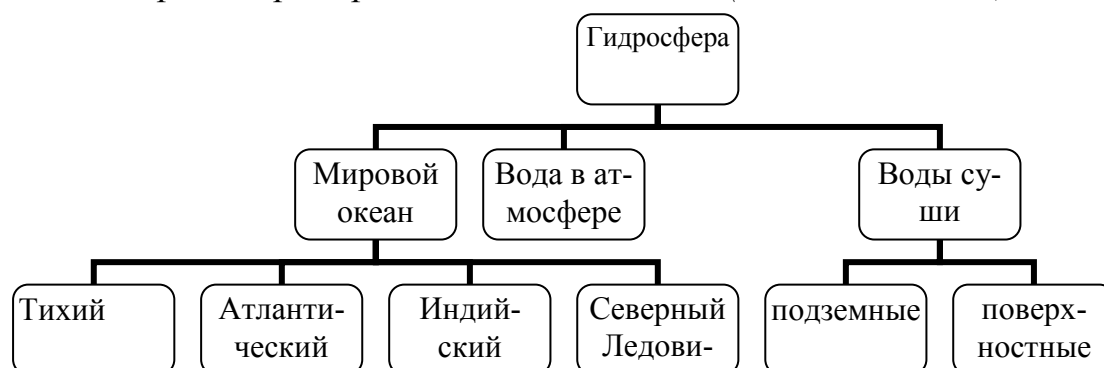 Гидросфера
Мировой
океан
Вода в ат-
мосфере
Воды су-
ши
Тихий
Атланти-
ческий
Индий-
ский
Северный
Ледови-
подземные
поверх-
ностные